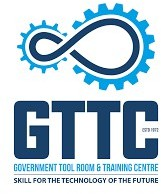 GTTC
ESTD 1972
GOVERNMENT TOOL ROOM & TRAINING CENTRE
SKILL FOR THE TECHNOLOGY OF THE FUTURE